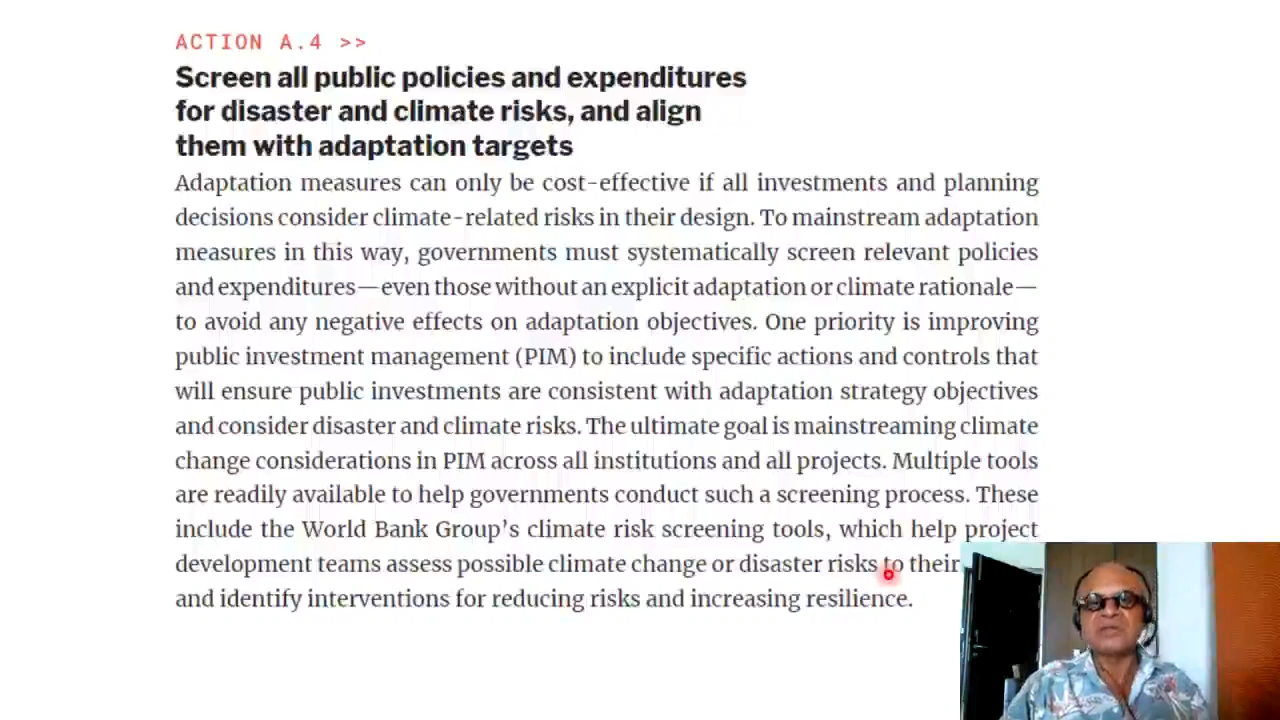 ACTION A.4 >>
Screen all public policies and expenditures
for disaster and climate risks, and align
them with adaptation targets
Adaptation measures can only be cost-effective if all investments and planning
decisions consider climate-related risks in their design. To mainstream adaptation
measures in this way, governments must systematically screen relevant policies
and expenditures—even those without an explicit adaptation or climate rationale—
to avoid any negative effects on adaptation objectives. One priority is improving
public investment management (PIM) to include specific actions and controls that
will ensure public investments are consistent with adaptation strategy objectives
and consider disaster and climate risks. The ultimate goal is mainstreaming climate
change considerations in PIM across all institutions and all projects. Multiple tools
are readily available to help governments conduct such a screening process. These
include the World Bank Group’s climate risk screening tools, which help project
development teams assess possible climate change or disaster risks to their
and identify interventions for reducing risks and increasing resilience.